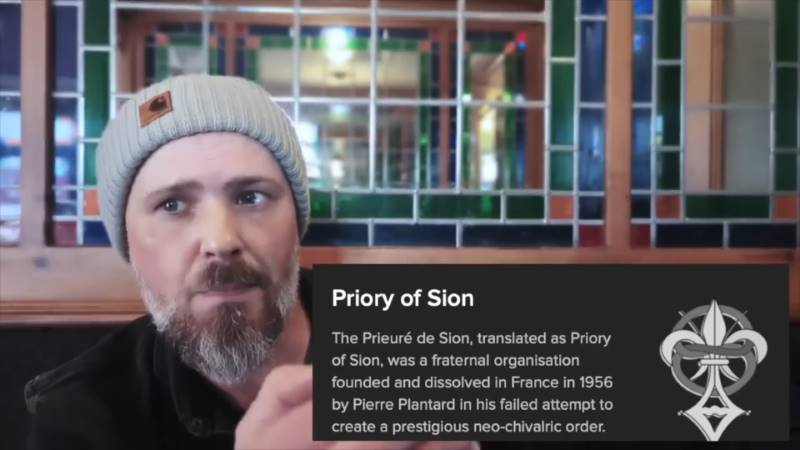 Priory of Sion
The Prieuré de Sion, translated as Priory
of Sion, was a fraternal organisation
founded and dissolved in France in 1956
by Pierre Plantard in his failed attempt to
create a prestigious neo-chivalric order.